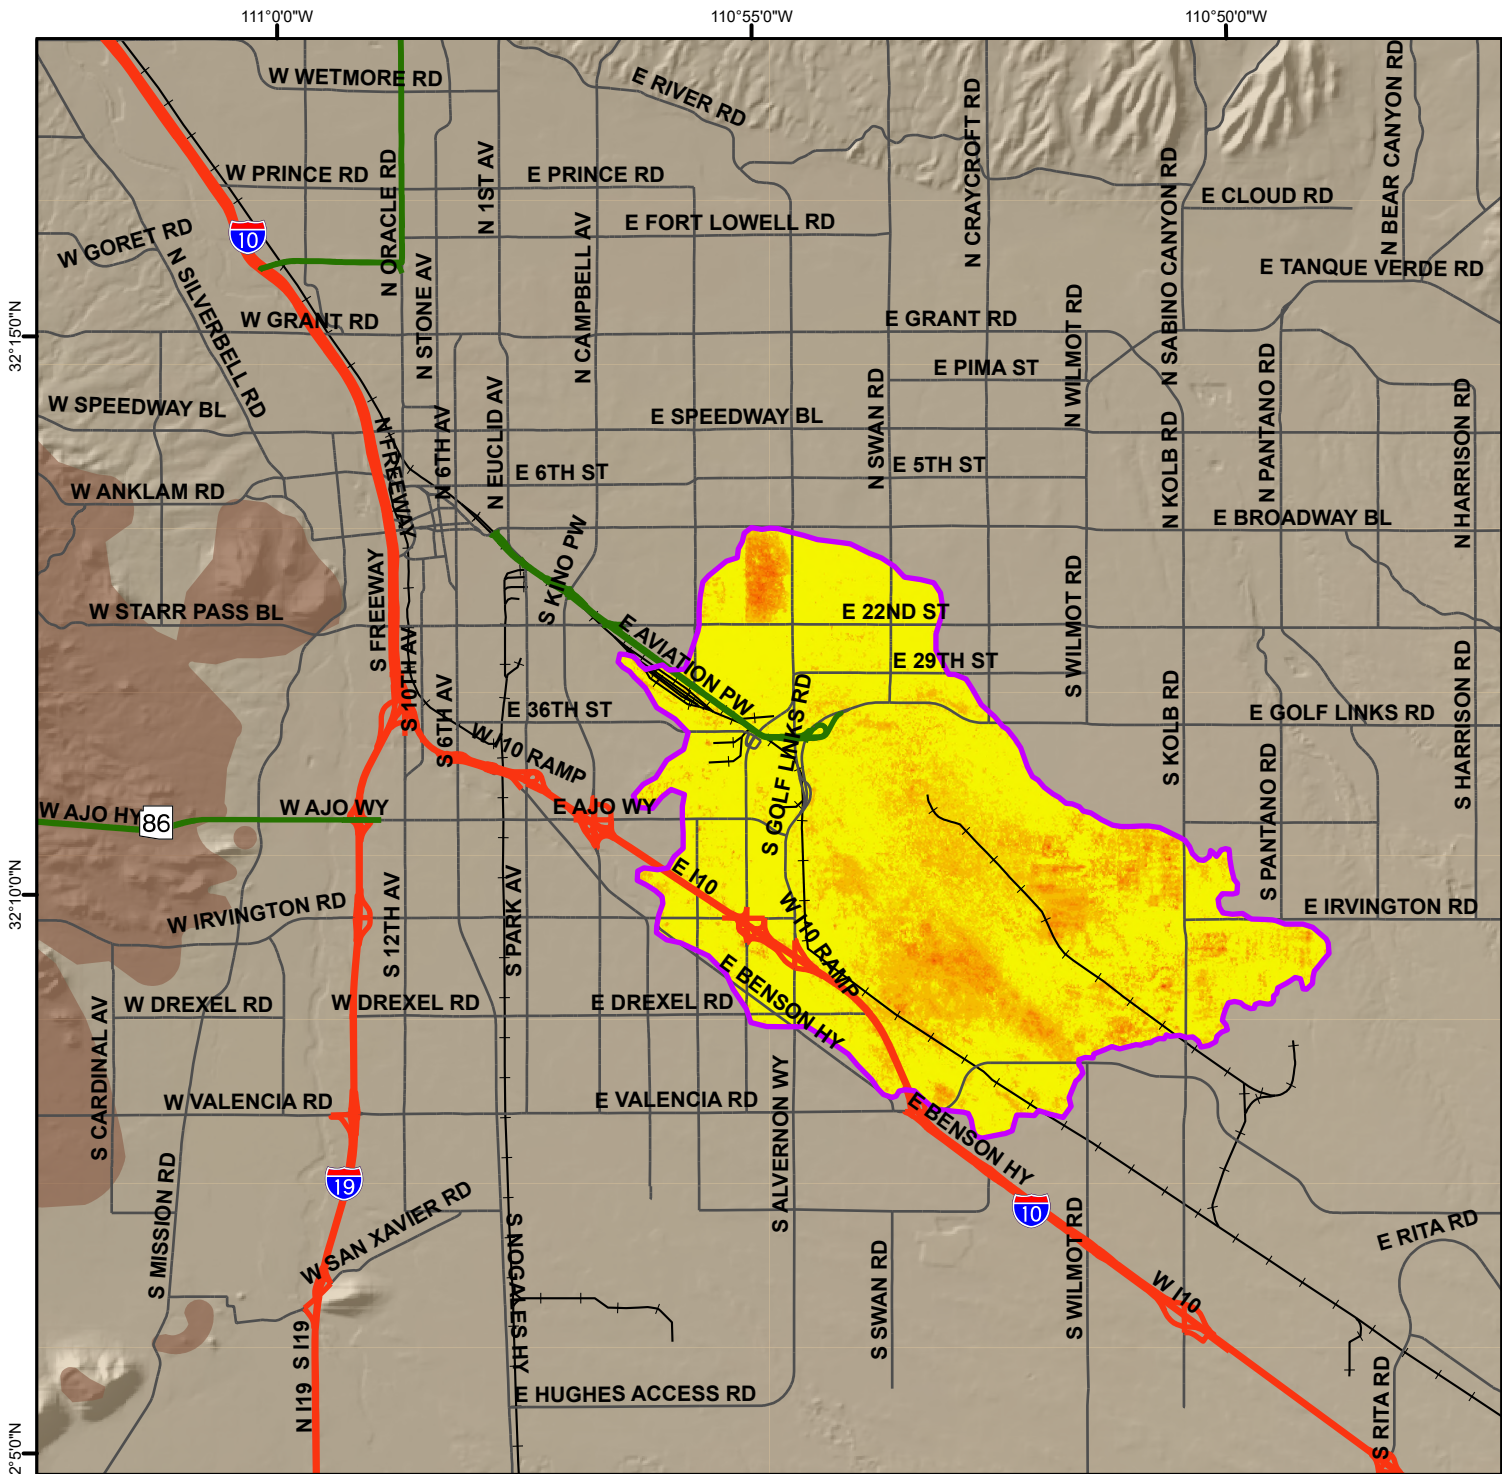 111°0'0"W
110°55'0"W
110°50'0"W
32°15'0"N
32°10'0"N
2°5'0"N
W WETMORE RD
E RIVER RD
N CRAYCROFT RD
N BEAR CANYON RD
W PRINCE RD
N ORACLE RD
N 1ST AV
E PRINCE RD
N SABINO CANYON RD
E CLOUD RD
W GORET RD
10
N CAMPBELL AV
E FORT LOWELL RD
E TANQUE VERDE RD
N SILVERBELL RD
N STONE AV
W GRANT RD
E GRANT RD
N WILMOT RD
E PIMA ST
N PANTANO RD
W SPEEDWAY BL
N FREEWAY
N 6TH AV
N EUCLID AV
E SPEEDWAY BL
N SWAN RD
N KOLB RD
N HARRISON RD
W ANKLAM RD
E 6TH ST
E 5TH ST
E BROADWAY BL
S FREEWAY
S KINO PW
W STARR PASS BL
E 22ND ST
S WILMOT RD
E AVIATION PW
E 29TH ST
S 10TH AV
S 6TH AV
E 36TH ST
S GOLF LINKS RD
S KOLB RD
E GOLF LINKS RD
S HARRISON RD
W I10 RAMP
S PANTANO RD
W AJO HY
86
W AJO WY
E AJO WY
E I10
W IRVINGTON RD
S 12TH AV
S PARK AV
W I10 RAMP
E IRVINGTON RD
E BENSON HY
W DREXEL RD
W DREXEL RD
E DREXEL RD
S CARDINAL AV
W VALENCIA RD
E VALENCIA RD
S ALVERNON WY
E BENSON HY
19
10
S MISSION RD
W SAN XAVIER RD
S NOGALES HY
S SWAN RD
S WILMOT RD
E RITA RD
W I10
N I19 S I19
E HUGHES ACCESS RD
S RITA RD